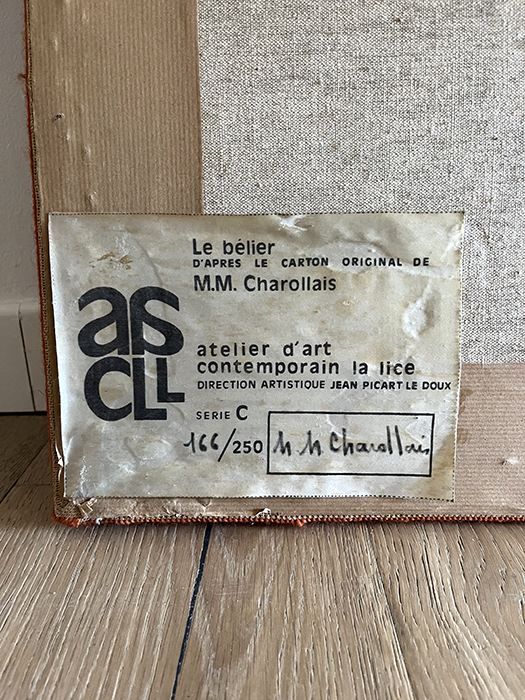 Le bélier
D'APRES LE CARTON ORIGINAL DE
M.M. Charollais
as
CLL
atelier d'art
contemporain la lice
DIRECTION ARTISTIQUE JEAN PICART LE DOUX
SERIE C
166/250 M M Charollais